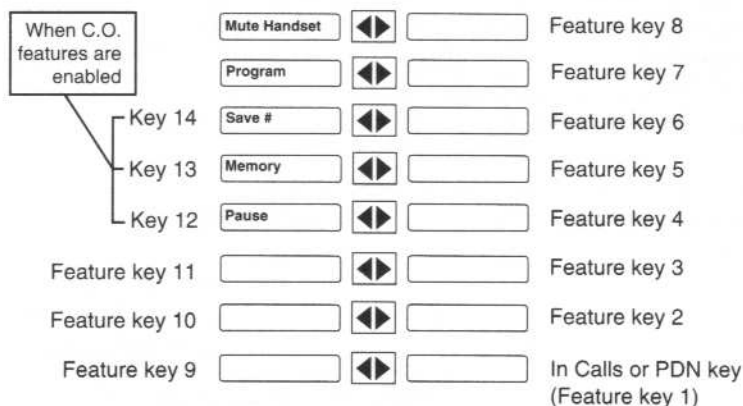 When C.O.
features are
enabled
Mute Handset
Feature key 8
Program
Feature key 7
Key 14
Save #
Feature key 6
Key 13
Memory
Feature key 5
Key 12
Pause
Feature key 4
Feature key 11
Feature key 3
Feature key 10
Feature key 2
Feature key 9
In Calls or PDN key
(Feature key 1)